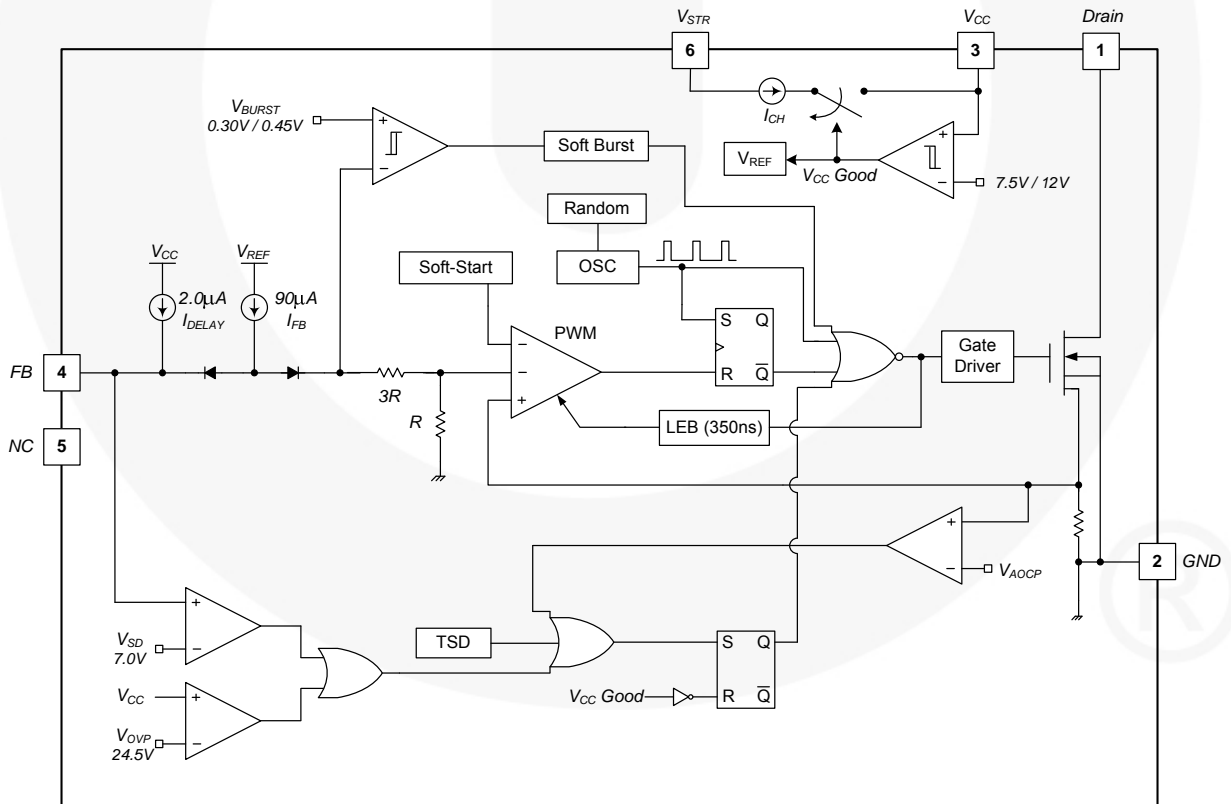 VSTR
6
VCC
3
Drain
1
VBURST
0.30V / 0.45V
+
−
Soft Burst
ICH
VREF
VCC Good
+
−
7.5V / 12V
Random
OSC
Soft-Start
VCC
2.0µA
IDELAY
VREF
90µA
IFB
FB
4
NC
5
3R
R
PWM
−
−
+
S
Q
R
Q̅
LEB (350ns)
Gate
Driver
+
−
VAOCP
2
GND
®
VSD
7.0V
+
−
VCC
VOVP
24.5V
+
−
TSD
VCC Good
S
Q
R
Q̅